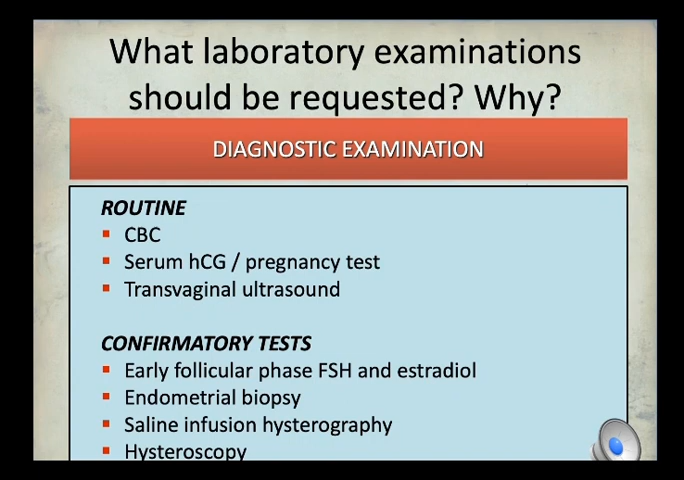 What laboratory examinations
should be requested? Why?
DIAGNOSTIC EXAMINATION
ROUTINE
CBC
Serum hCG / pregnancy test
Transvaginal ultrasound
CONFIRMATORY TESTS
Early follicular phase FSH and estradiol
Endometrial biopsy
Saline infusion hysterography
Hysteroscopy